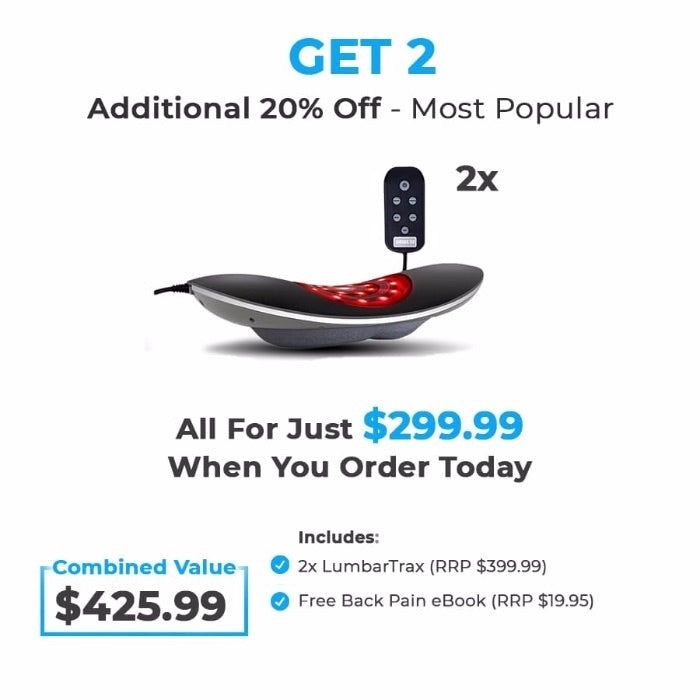 GET 2
Additional 20% Off - Most Popular
2x
All For Just $299.99
When You Order Today
Includes:
Combined Value
$425.99
2x LumbarTrax (RRP $399.99)
Free Back Pain eBook (RRP $19.95)